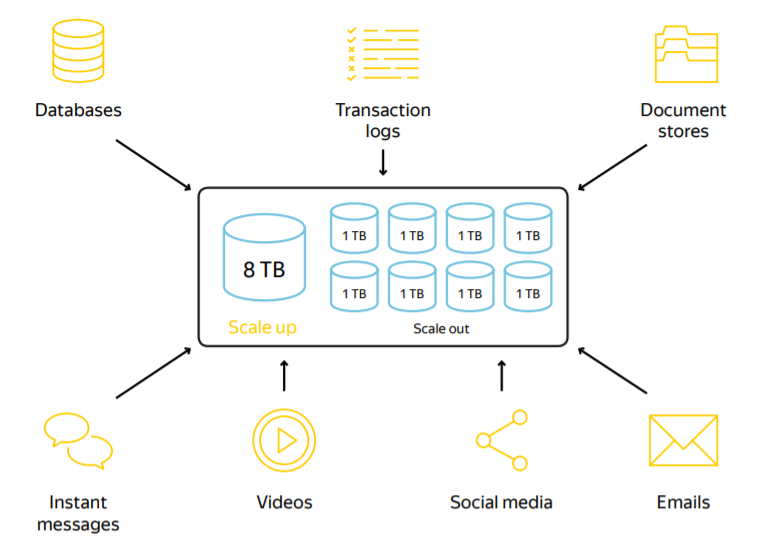 Databases
Transaction
logs
Document
stores
8 TB
1 TB 1 TB 1 TB 1 TB
1 TB 1 TB 1 TB 1 TB
Scale up
Scale out
Instant
messages
Videos
Social media
Emails